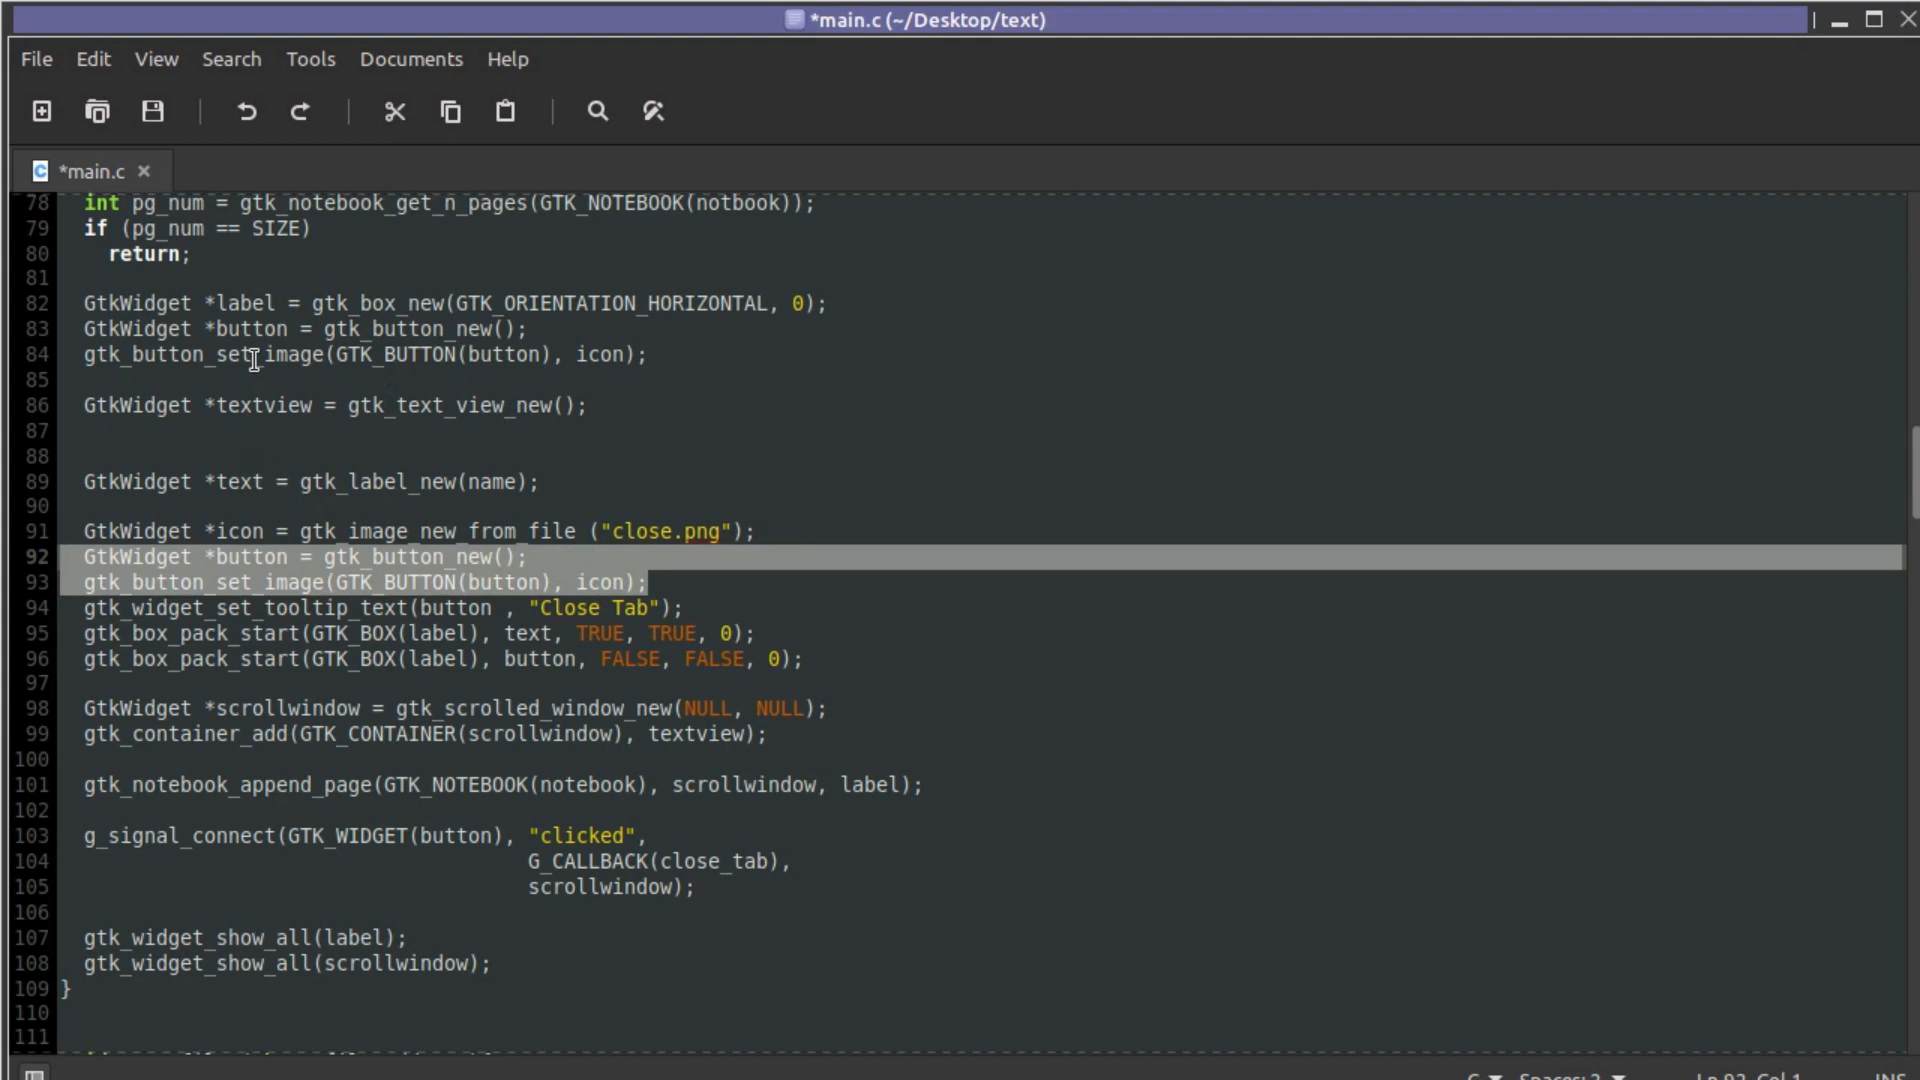 *main.c (~/Desktop/text)
File Edit View Search Tools Documents Help
*main.c
78 int pg_num = gtk_notebook_get_n_pages(GTK_NOTEBOOK(notbook));
79 if (pg_num == SIZE)
80 return;
81
82 GtkWidget *label = gtk_box_new(GTK_ORIENTATION_HORIZONTAL, 0);
83 GtkWidget *button = gtk_button_new();
84 gtk_button_set_image(GTK_BUTTON(button), icon);
85
86 GtkWidget *textview = gtk_text_view_new();
87
88
89 GtkWidget *text = gtk_label_new(name);
90
91 GtkWidget *icon = gtk_image_new_from_file ("close.png");
92 GtkWidget *button = gtk_button_new();
93 gtk_button_set_image(GTK_BUTTON(button), icon);
94 gtk_widget_set_tooltip_text(button , "Close Tab");
95 gtk_box_pack_start(GTK_BOX(label), text, TRUE, TRUE, 0);
96 gtk_box_pack_start(GTK_BOX(label), button, FALSE, FALSE, 0);
97
98 GtkWidget *scrollwindow = gtk_scrolled_window_new(NULL, NULL);
99 gtk_container_add(GTK_CONTAINER(scrollwindow), textview);
100
101 gtk_notebook_append_page(GTK_NOTEBOOK(notebook), scrollwindow, label);
102
103 g_signal_connect(GTK_WIDGET(button), "clicked",
104 G_CALLBACK(close_tab),
105 scrollwindow);
106
107 gtk_widget_show_all(label);
108 gtk_widget_show_all(scrollwindow);
109 }
110
111